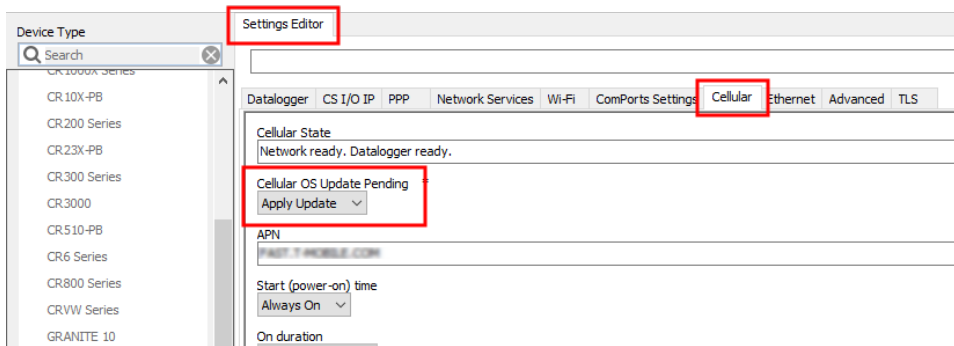 Settings Editor
Device Type
Search
CR1000X Series
CR10X-PB
CR200 Series
CR23X-PB
CR300 Series
CR3000
CR510-PB
CR6 Series
CR800 Series
CRVW Series
GRANITE 10
Datalogger CS I/O IP PPP Network Services Wi-Fi ComPorts Settings Cellular Ethernet Advanced TLS
Cellular State
Network ready. Datalogger ready.
Cellular OS Update Pending *
Apply Update
APN
Start (power-on) time
Always On
On duration